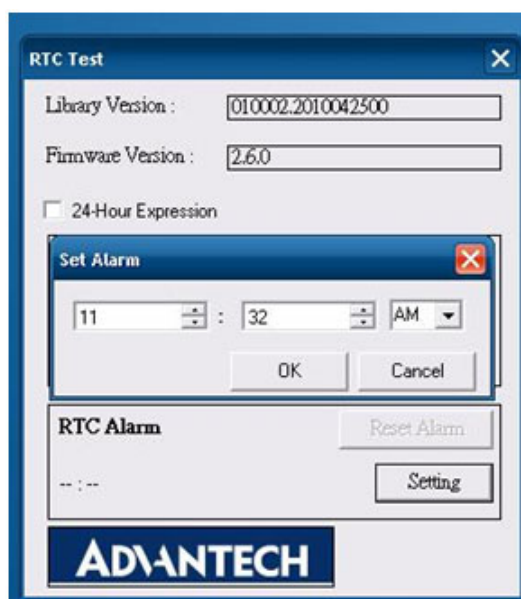 RTC Test
Library Version :
010002.2010042500
Firmware Version :
2.6.0
24-Hour Expression
Set Alarm
11 : 32 AM
OK Cancel
RTC Alarm
Reset Alarm
-- : --
Setting
ADVANTECH